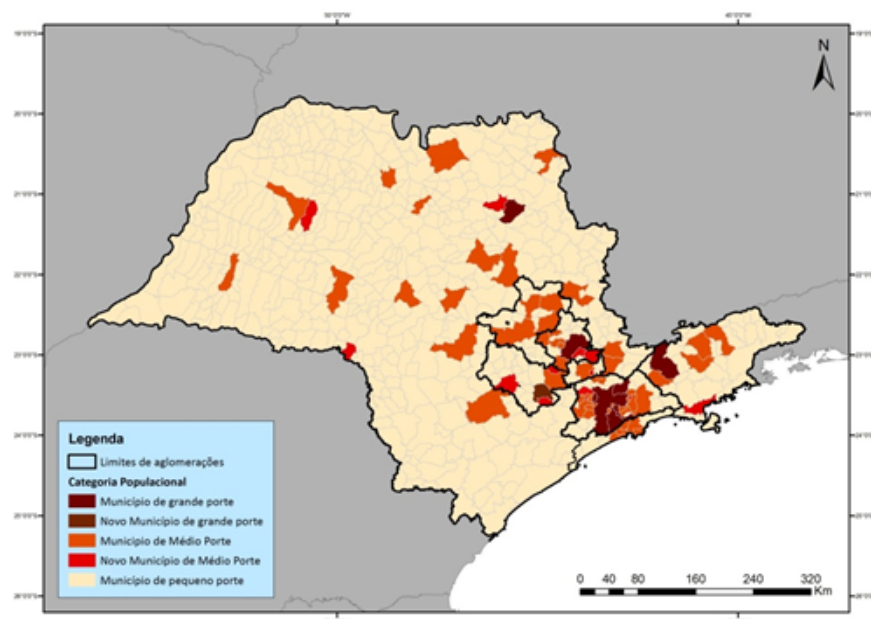 N
Legenda
Limites de aglomerações
Categoria Populacional
Município de grande porte
Novo Município de grande porte
Municipio de Médio Porte
Novo Município de Médio Porte
Município de pequeno porte
0 40 80 160 240 320
Km